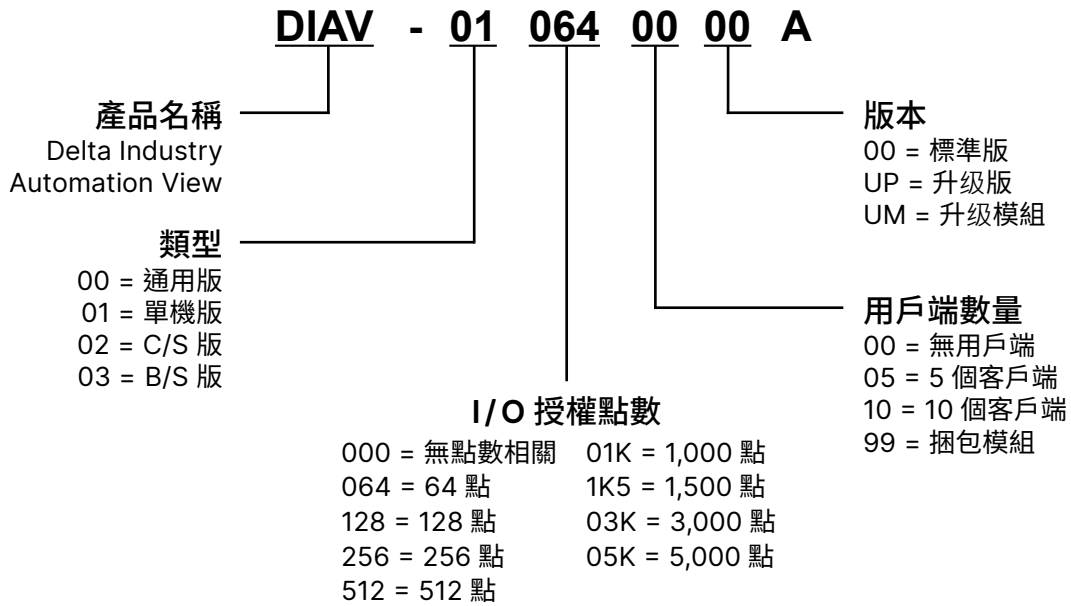 DIAV - 01 064 00 00 A
產品名稱
Delta Industry
Automation View
類型
00 = 通用版
01 = 單機版
02 = C/S 版
03 = B/S 版
I/O 授權點數
000 = 無點數相關
064 = 64 點
128 = 128 點
256 = 256 點
512 = 512 點
01K = 1,000 點
1K5 = 1,500 點
03K = 3,000 點
05K = 5,000 點
版本
00 = 標準版
UP = 升级版
UM = 升级模組
用戶端數量
00 = 無用戶端
05 = 5 個客戶端
10 = 10 個客戶端
99 = 捆包模組